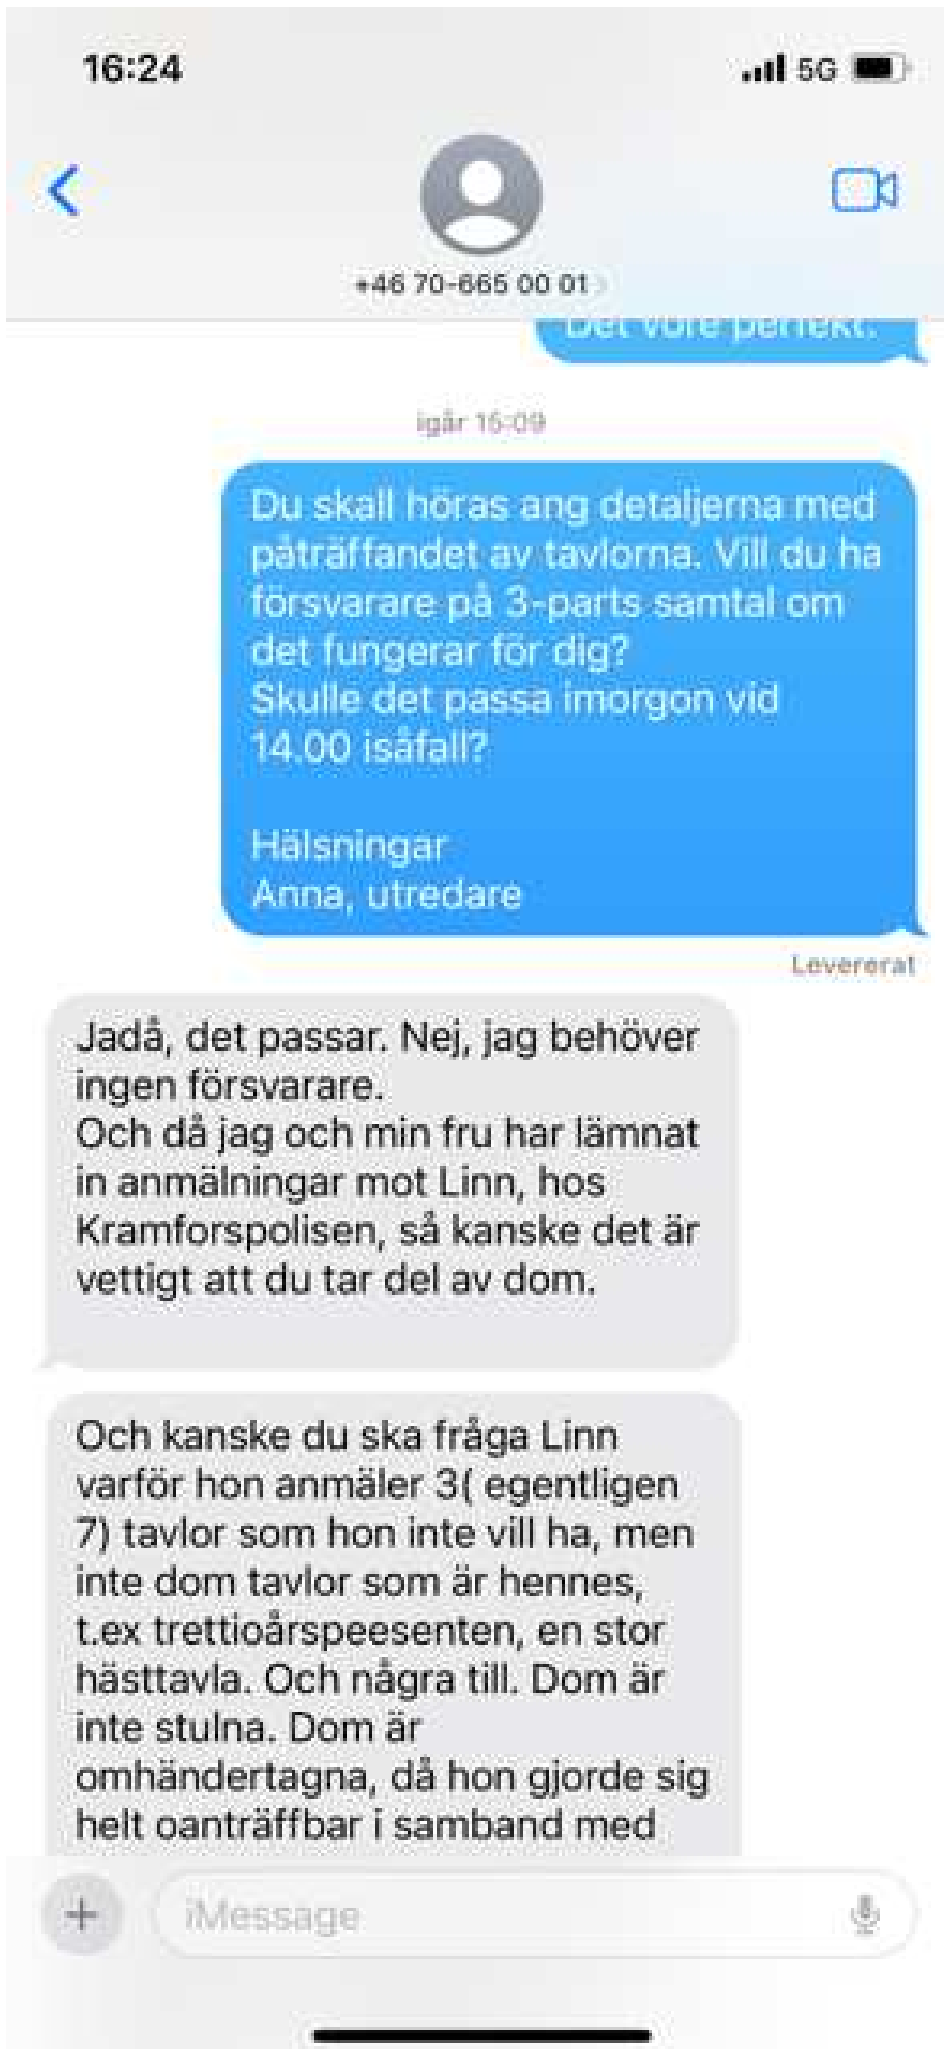 16:24
5G
+46 70-665 00 01
Det vore perfekt.
igår 15:09
Du skall höras ang detaljerna med
påträffandet av tavlorna. Vill du ha
försvarare på 3-parts samtal om
det fungerar för dig?
Skulle det passa imorgon vid
14.00 isåfall?
Hälsningar
Anna, utredare
Levererat
Jadå, det passar. Nej, jag behöver
ingen försvarare.
Och då jag och min fru har lämnat
in anmälningar mot Linn, hos
Kramforspolisen, så kanske det är
vettigt att du tar del av dom.
Och kanske du ska fråga Linn
varför hon anmäler 3( egentligen
7) tavlor som hon inte vill ha, men
inte dom tavlor som är hennes,
t.ex trettioårspeesenten, en stor
hästtavla. Och några till. Dom är
inte stulna. Dom är
omhändertagna, då hon gjorde sig
helt oanträffbar i samband med
iMessage